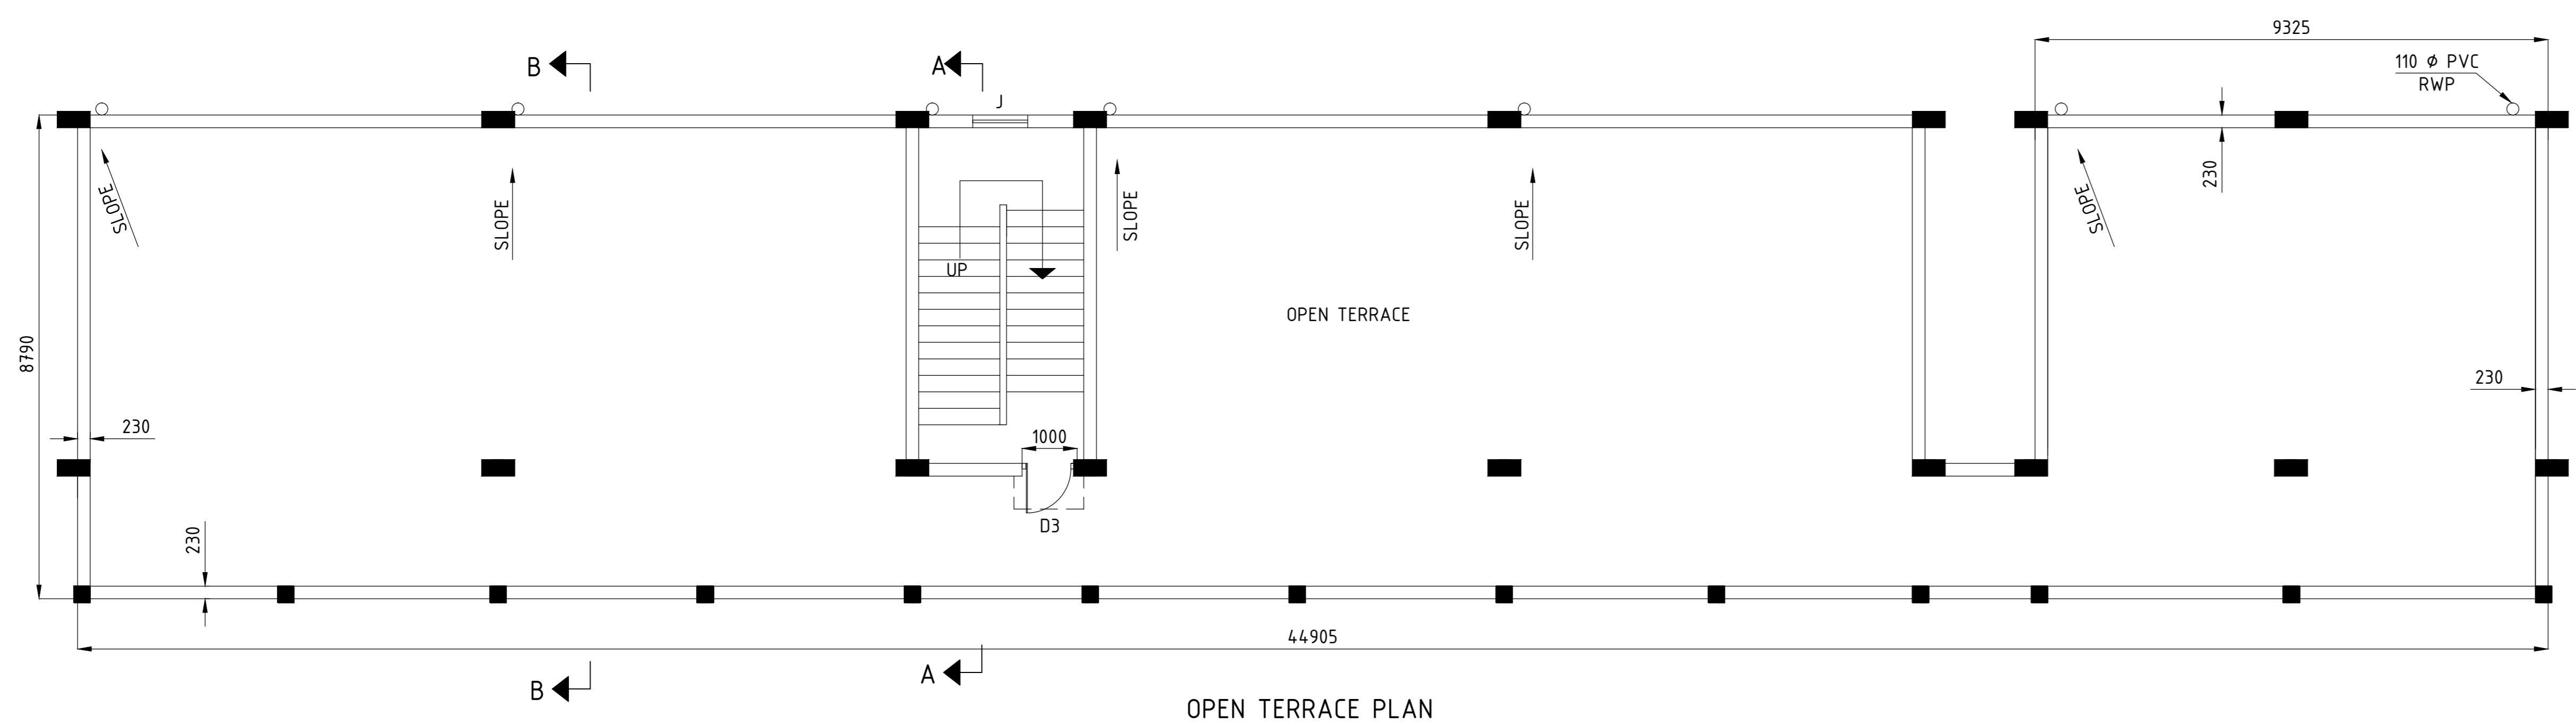 9325
110 Ø PVC
RWP
B
A
J
SLOPE
SLOPE
SLOPE
SLOPE
SLOPE
230
UP
OPEN TERRACE
8790
230
230
1000
D3
230
44905
B
A
OPEN TERRACE PLAN